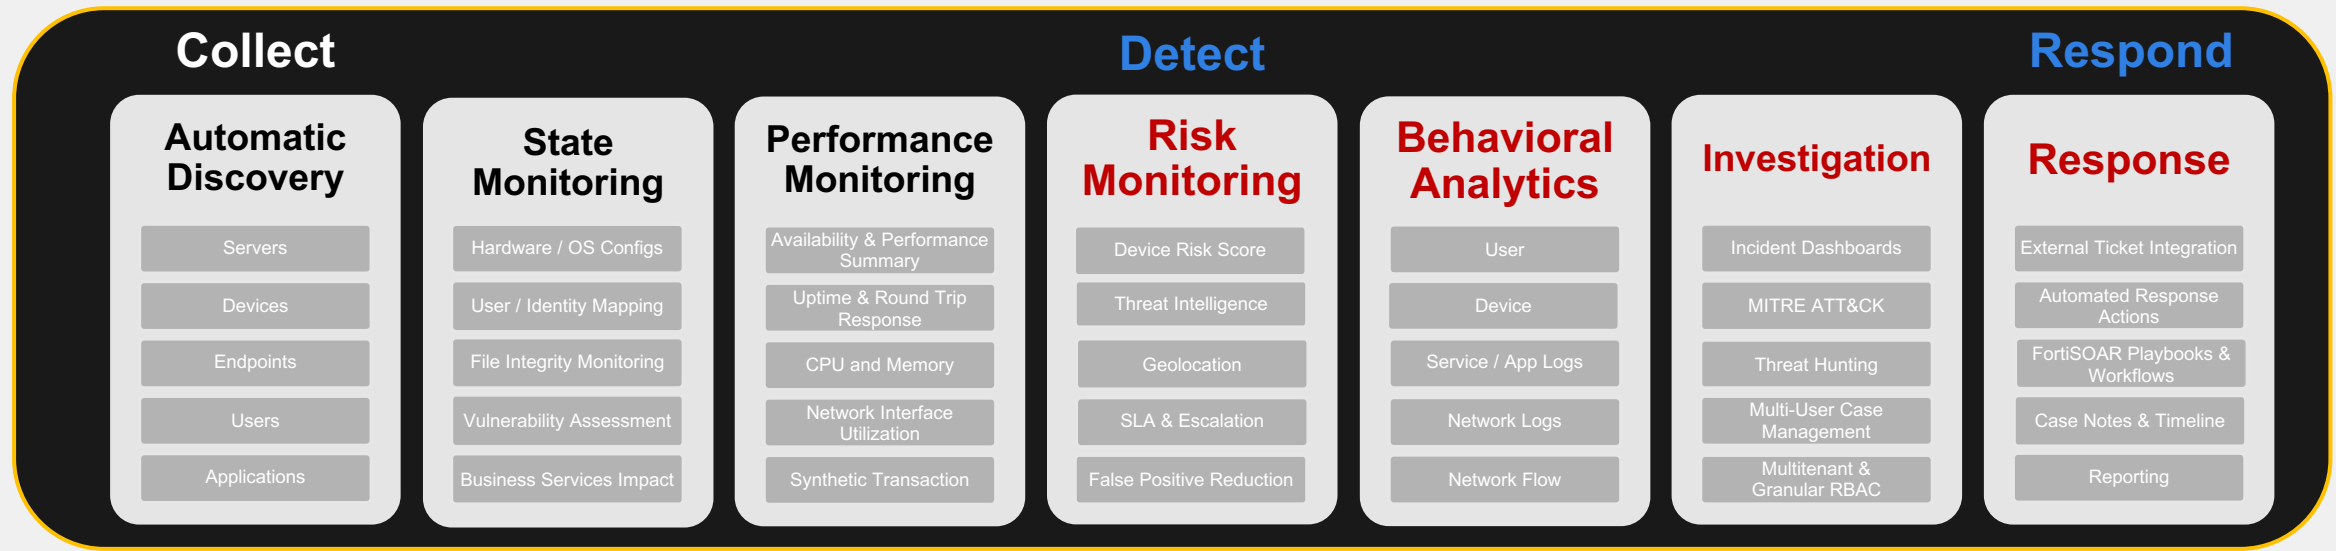 Collect
Detect
Respond
Automatic
Discovery
Servers
Devices
Endpoints
Users
Applications
State
Monitoring
Hardware / OS Configs
User / Identity Mapping
File Integrity Monitoring
Vulnerability Assessment
Business Services Impact
Performance
Monitoring
Availability & Performance
Summary
Uptime & Round Trip
Response
CPU and Memory
Network Interface
Utilization
Synthetic Transaction
Risk
Monitoring
Device Risk Score
Threat Intelligence
Geolocation
SLA & Escalation
False Positive Reduction
Behavioral
Analytics
User
Device
Service / App Logs
Network Logs
Network Flow
Investigation
Incident Dashboards
MITRE ATT&CK
Threat Hunting
Multi-User Case
Management
Multitenant &
Granular RBAC
Response
External Ticket Integration
Automated Response
Actions
FortiSOAR Playbooks &
Workflows
Case Notes & Timeline
Reporting